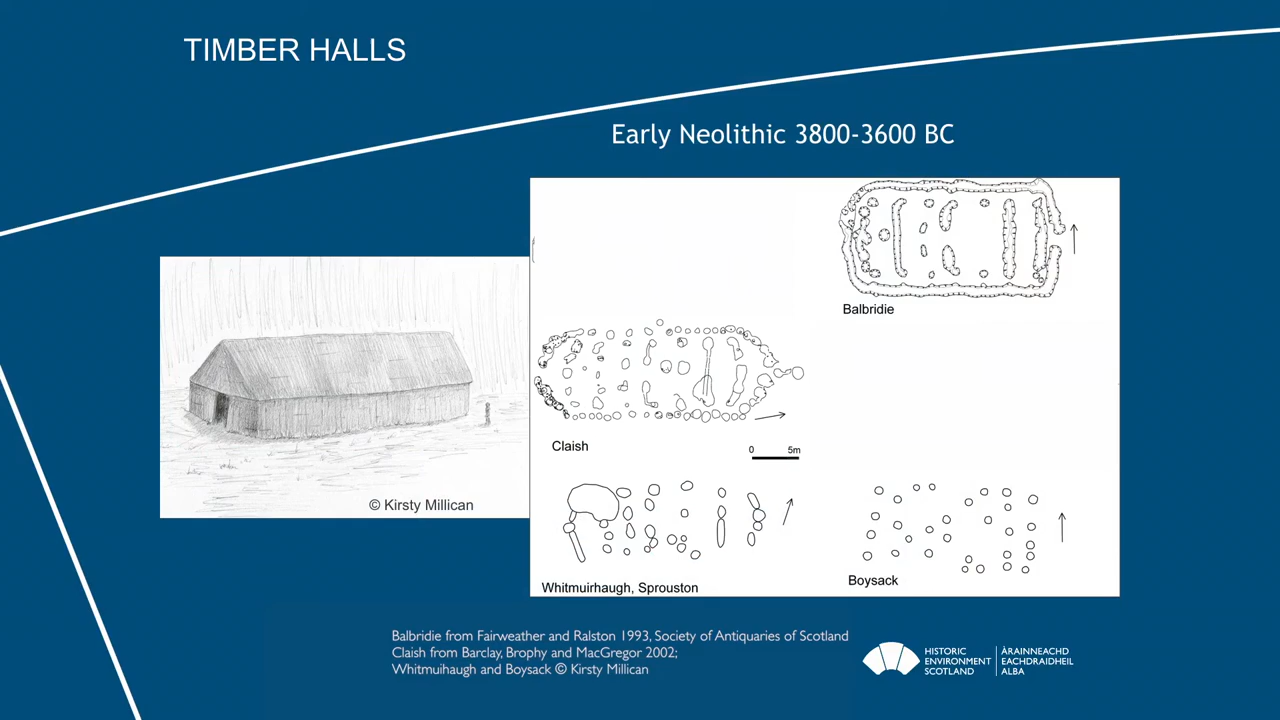 TIMBER HALLS
Early Neolithic 3800-3600 BC
Balbridie
Claish
0 5m
© Kirsty Millican
Whitmuirhaugh, Sprouston
Boysack
Balbridie from Fairweather and Ralston 1993, Society of Antiquaries of Scotland
Claish from Barclay, Brophy and MacGregor 2002;
Whitmuihaugh and Boysack © Kirsty Millican
HISTORIC
ENVIRONMENT
SCOTLAND
ÀRAINNEACHD
EACHDRAIDHEIL
ALBA